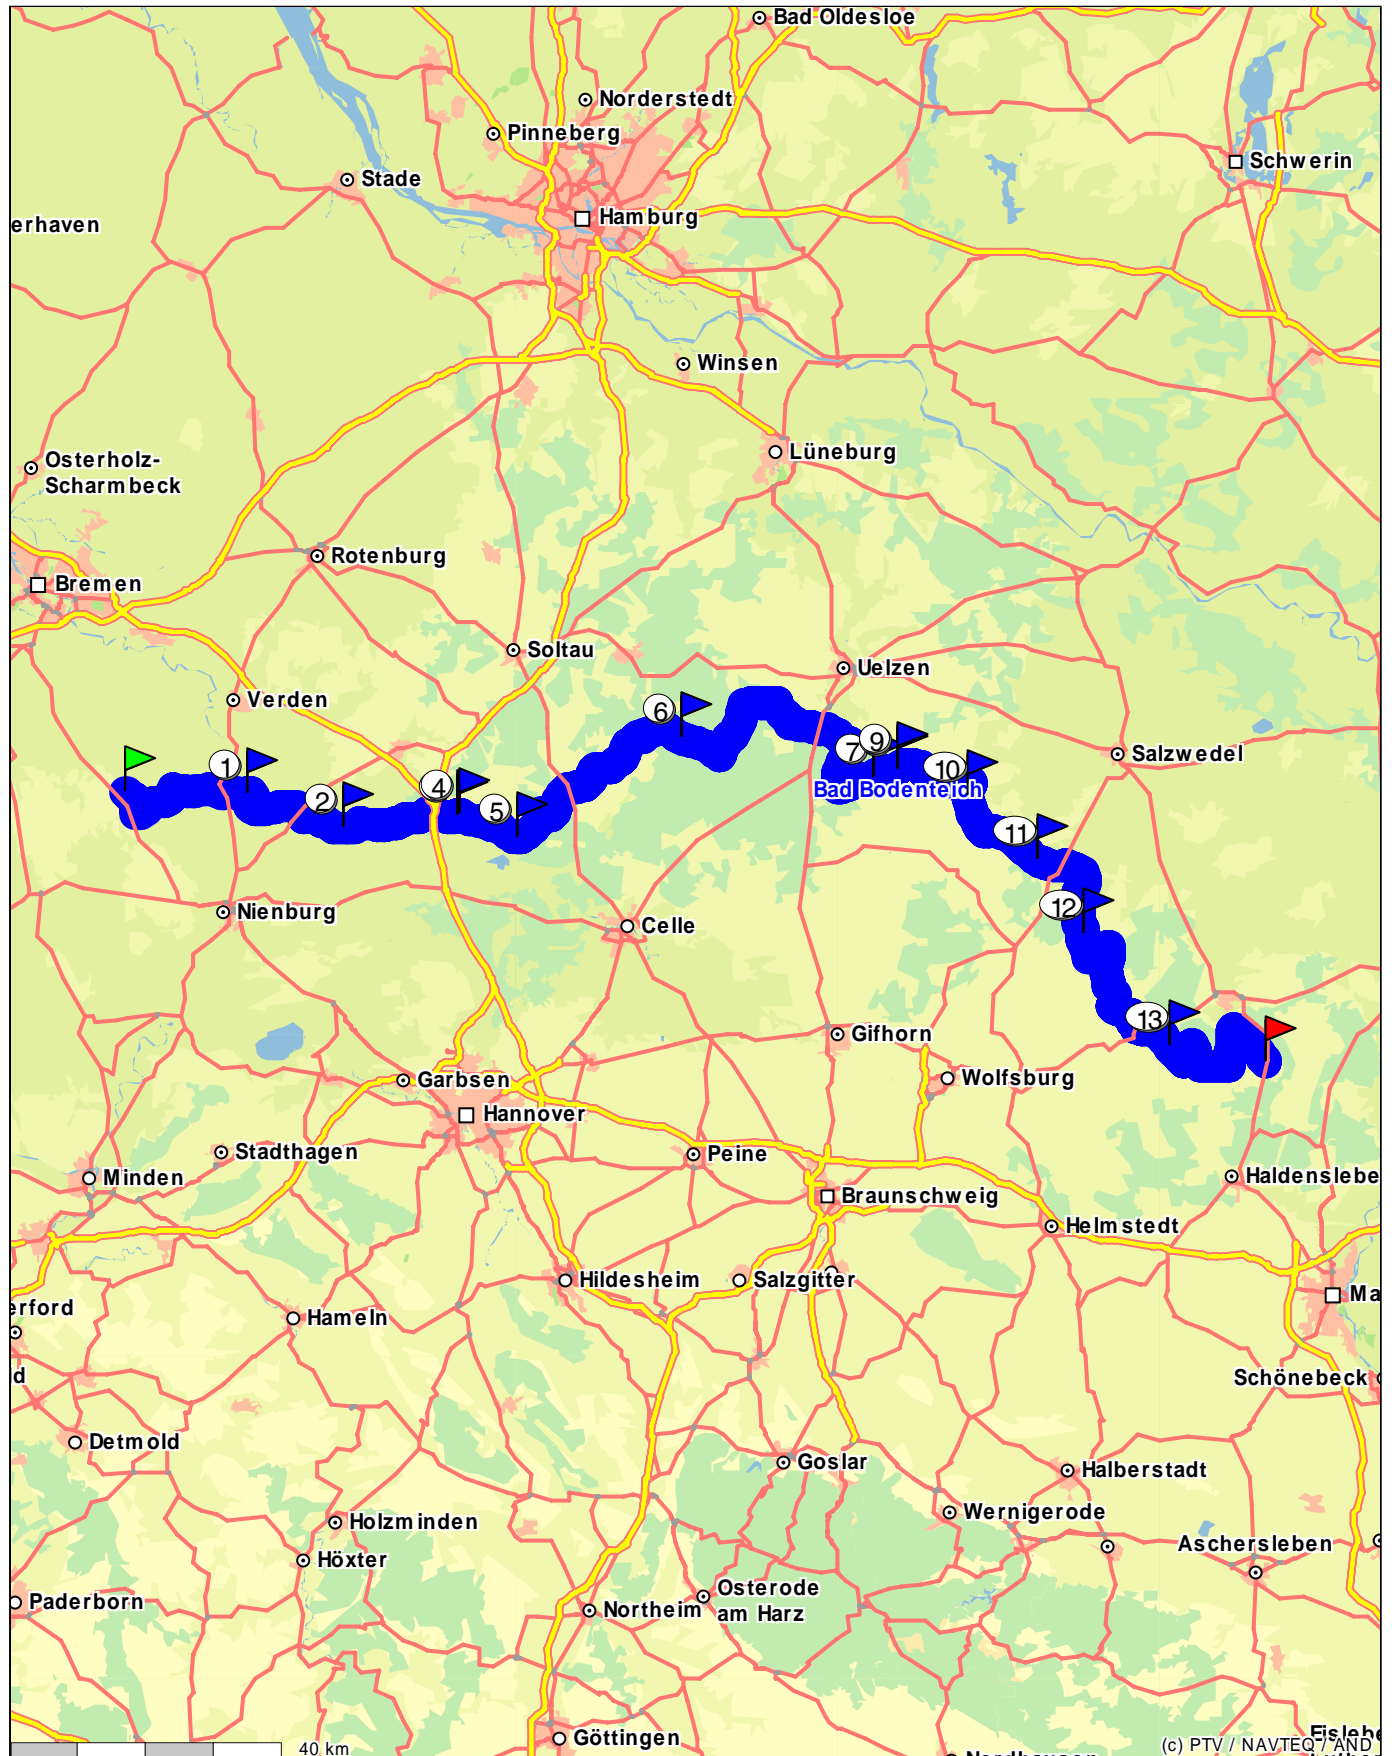 Bad Oldesloe
Norderstedt
Pinneberg
Schwerin
Stade
Hamburg
erhaven
Winsen
Lüneburg
Osterholz-
Scharmbeck
Rotenburg
Bremen
Soltau
Uelzen
Verden
6
7
9
Salzwedel
1
10
2
4
5
Bad Bodenteich
11
12
Nienburg
Celle
13
Gifhorn
Garbsen
Wolfsburg
Hannover
Stadthagen
Peine
Minden
Haldenslebe
Braunschweig
Helmstedt
Hildesheim
Salzgitter
Ma
erford
Hameln
d
Schönebeck
Detmold
Goslar
Halberstadt
Wernigerode
Holzminden
Aschersleben
Höxter
Osterode
am Harz
Paderborn
Northeim
Göttingen
Eislebe
(c) PTV / NAVTEQ / AND
40 km
Nordhausen